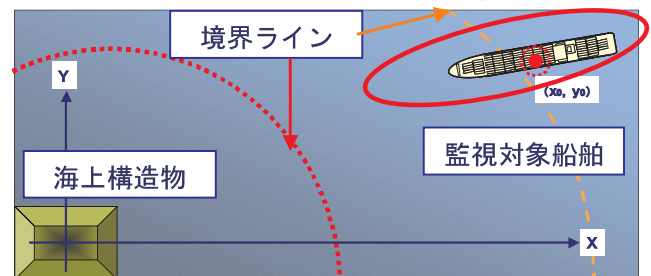 境界ライン
Y
(x₀, y₀)
監視対象船舶
海上構造物
X